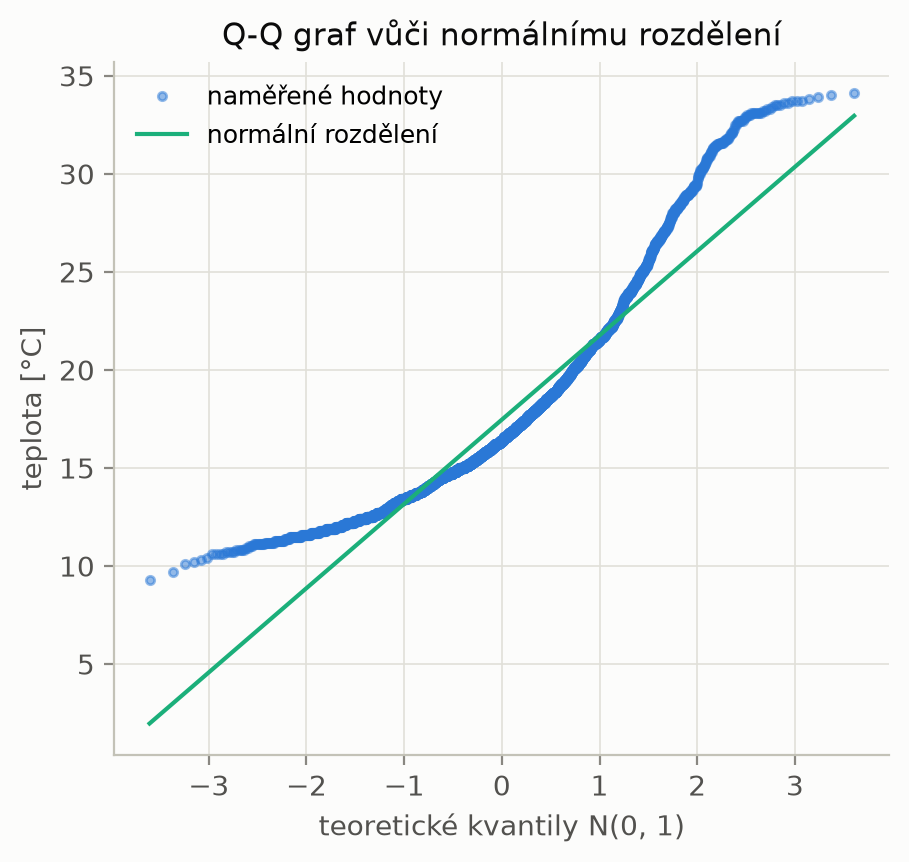 Q-Q graf vůči normálnímu rozdělení
naměřené hodnoty
normální rozdělení
35
30
25
20
15
10
5
teplota [°C]
−3 −2 −1 0 1 2 3
teoretické kvantily N(0, 1)